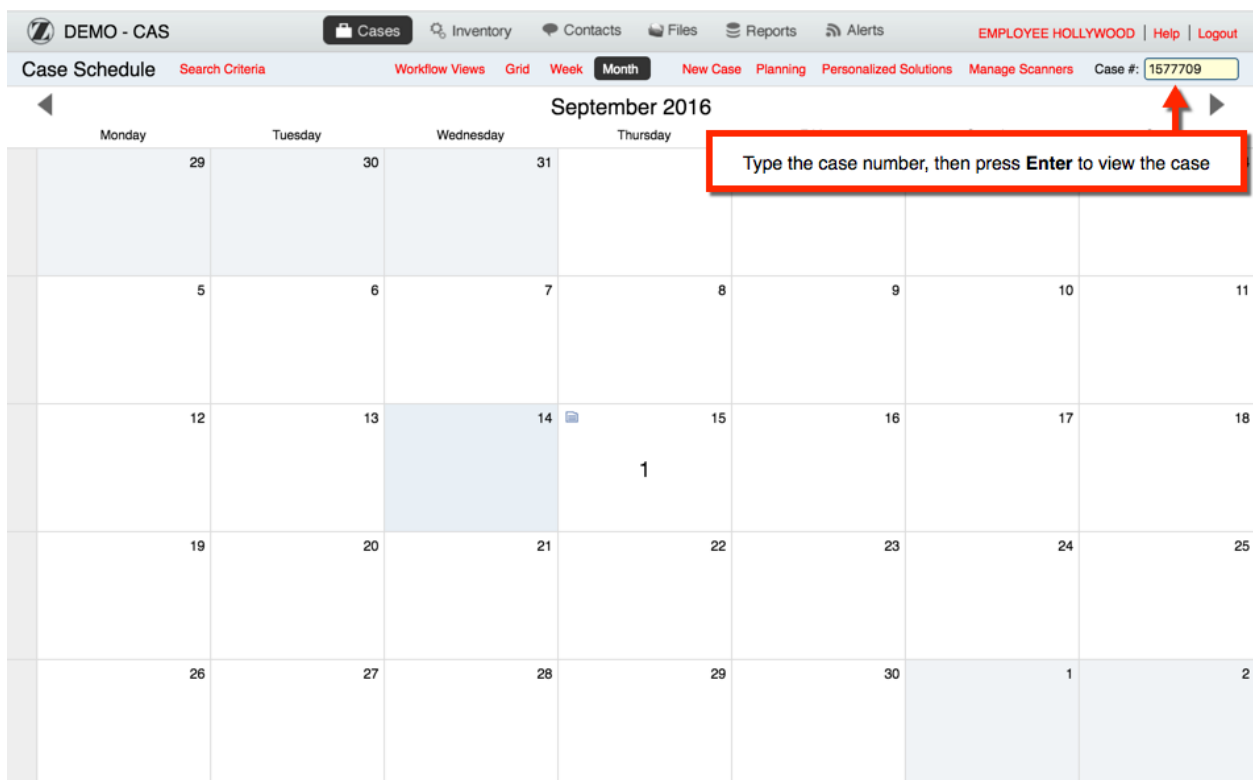 DEMO - CAS Cases Inventory Contacts Files Reports Alerts EMPLOYEE HOLLYWOOD | Help | Logout
Case Schedule Search Criteria Workflow Views Grid Week Month New Case Planning Personalized Solutions Manage Scanners Case #: 1577709
September 2016
Monday Tuesday Wednesday Thursday
Type the case number, then press Enter to view the case
29 30 31
5 6 7 8 9 10 11
12 13 14 15 16 17 18
1
19 20 21 22 23 24 25
26 27 28 29 30 1 2